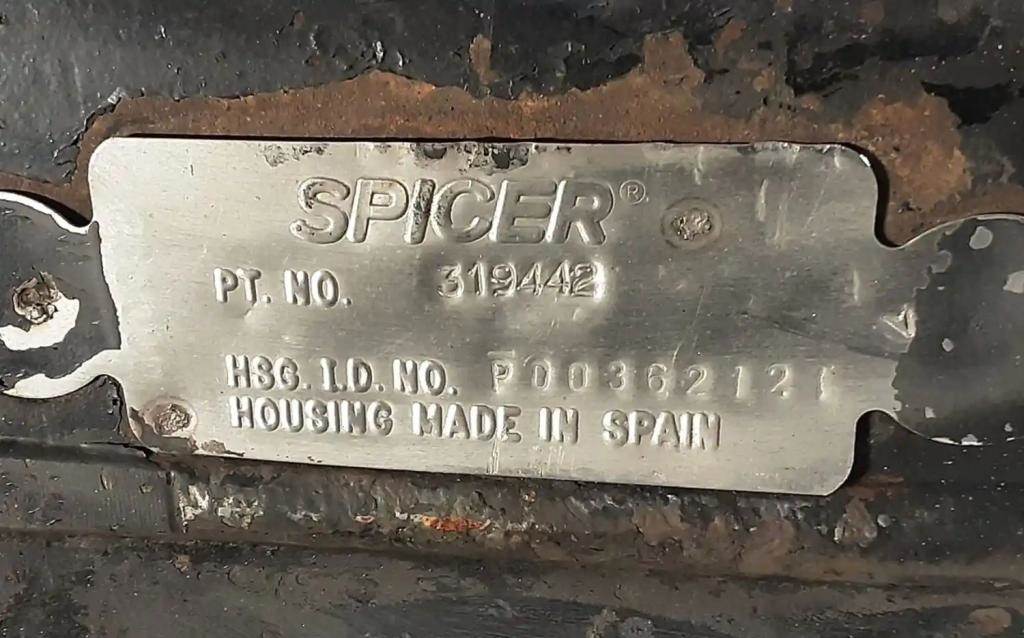 SPICER®
PT. NO. 319442
HSG. I.D. NO. P00362121
HOUSING MADE IN SPAIN